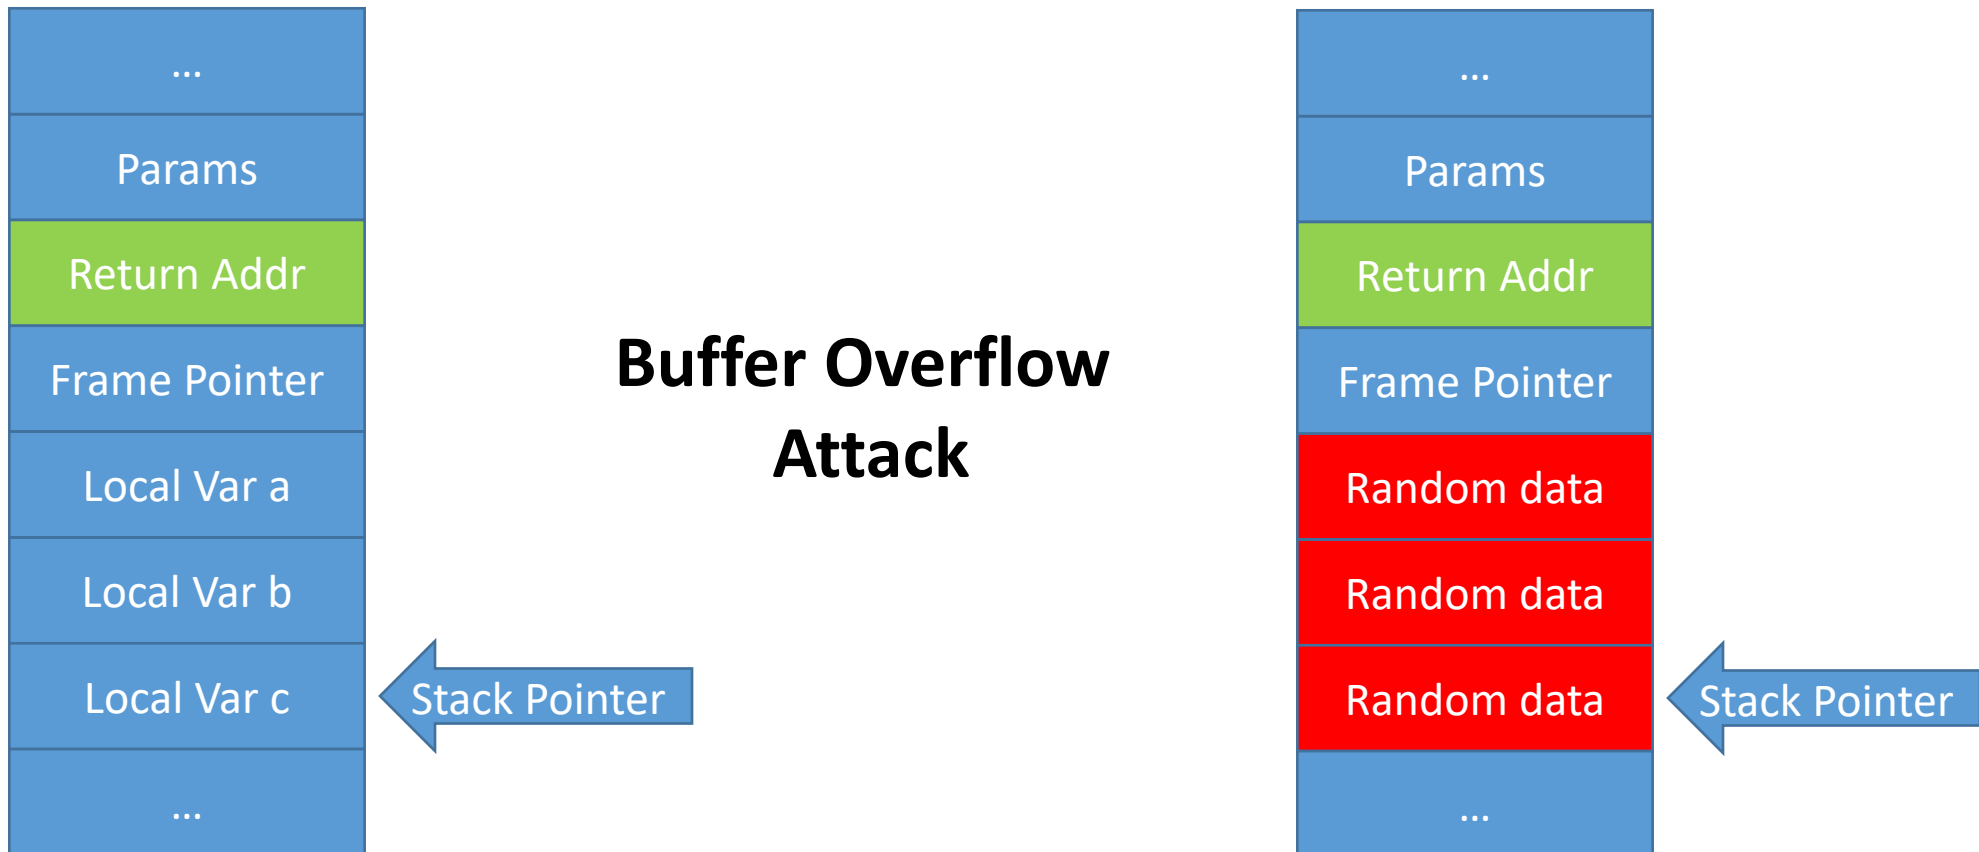 ...
Params
Return Addr
Frame Pointer
Local Var a
Local Var b
Local Var c
...
Stack Pointer
Buffer Overflow
Attack
...
Params
Return Addr
Frame Pointer
Random data
Random data
Random data
...
Stack Pointer